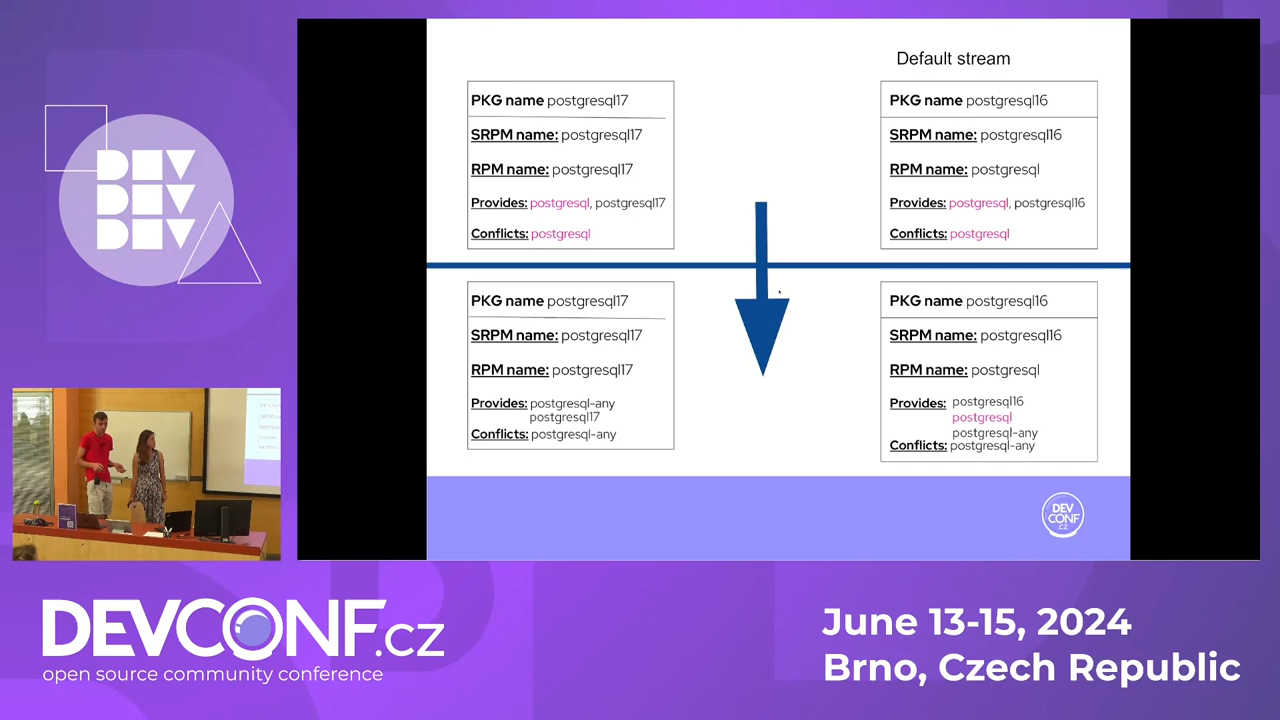 DEV
DEV
DEV
Default stream
PKG name postgresql17
SRPM name: postgresql17
RPM name: postgresql17
Provides: postgresql, postgresql17
Conflicts: postgresql
PKG name postgresql16
SRPM name: postgresql16
RPM name: postgresql
Provides: postgresql, postgresql16
Conflicts: postgresql
PKG name postgresql17
SRPM name: postgresql17
RPM name: postgresql17
Provides: postgresql-any
postgresql17
Conflicts: postgresql-any
PKG name postgresql16
SRPM name: postgresql16
RPM name: postgresql
Provides: postgresql16
postgresql
postgresql-any
Conflicts: postgresql-any
DEV
CONF
.CZ
DEVCONF.cz
open source community conference
June 13-15, 2024
Brno, Czech Republic